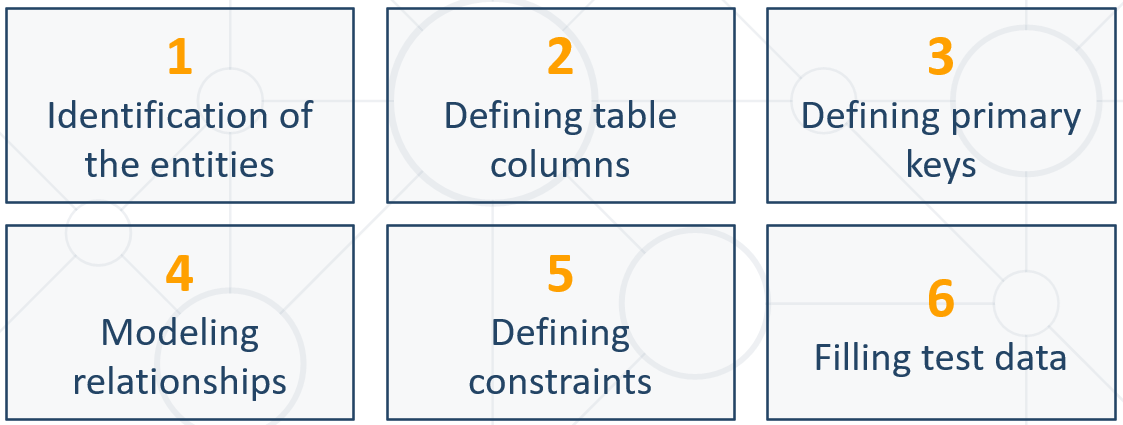 1
Identification of
the entities
2
Defining table
columns
3
Defining primary
keys
4
Modeling
relationships
5
Defining
constraints
6
Filling test data